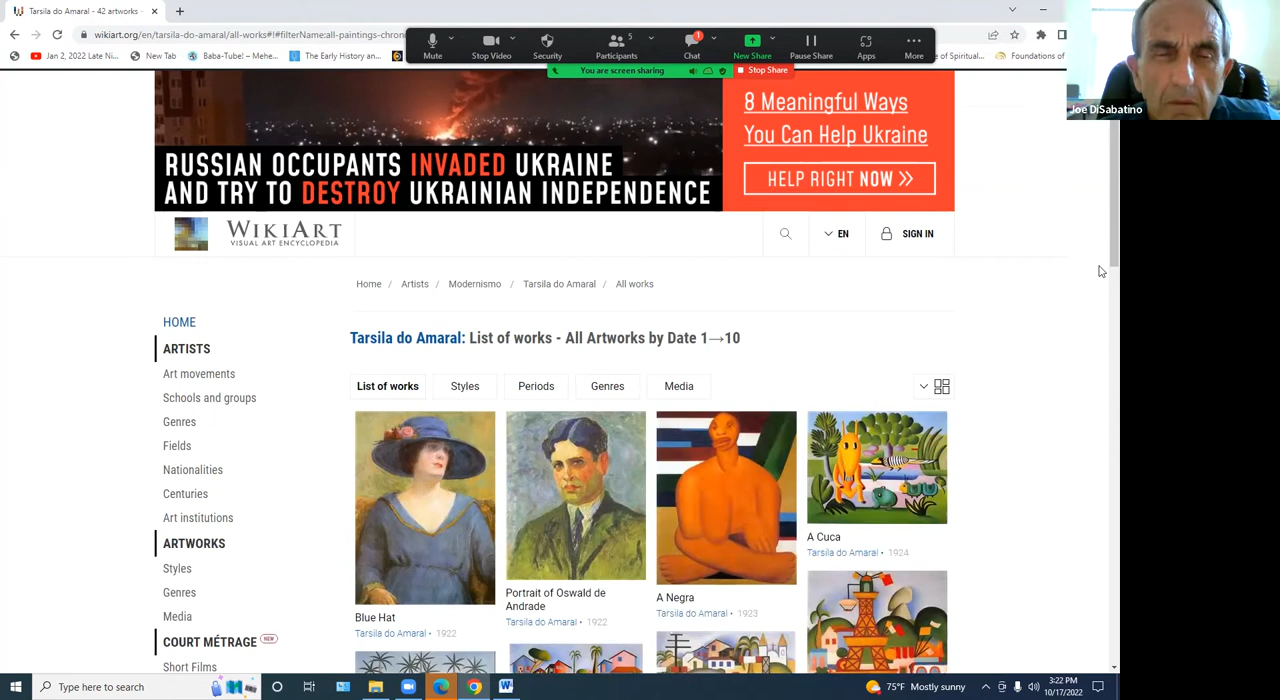 Tarsila do Amaral - 42 artworks -
wikiart.org/en/tarsila-do-amaral/all-works#!#filterName:all-paintings-chron
Jan 2, 2022 Late Ni...
New Tab
Baba-Tube! – Mehe...
The Early History an...
of Spiritual...
Foundations of
Mute
Stop Video
Security
5
Participants
1
Chat
New Share
Pause Share
Apps
More
You are screen sharing
Stop Share
Joe DiSabatino
RUSSIAN OCCUPANTS INVADED UKRAINE
AND TRY TO DESTROY UKRAINIAN INDEPENDENCE
8 Meaningful Ways
You Can Help Ukraine
HELP RIGHT NOW >>
WIKIART
VISUAL ART ENCYCLOPEDIA
EN
SIGN IN
Home / Artists / Modernismo / Tarsila do Amaral / All works
HOME
ARTISTS
Art movements
Schools and groups
Genres
Fields
Nationalities
Centuries
Art institutions
ARTWORKS
Styles
Genres
Media
COURT MÉTRAGE NEW
Short Films
Tarsila do Amaral: List of works - All Artworks by Date 1→10
List of works
Styles
Periods
Genres
Media
Blue Hat
Tarsila do Amaral • 1922
Portrait of Oswald de
Andrade
Tarsila do Amaral • 1922
A Negra
Tarsila do Amaral • 1923
A Cuca
Tarsila do Amaral • 1924
Type here to search
75°F Mostly sunny
3:22 PM
10/17/2022